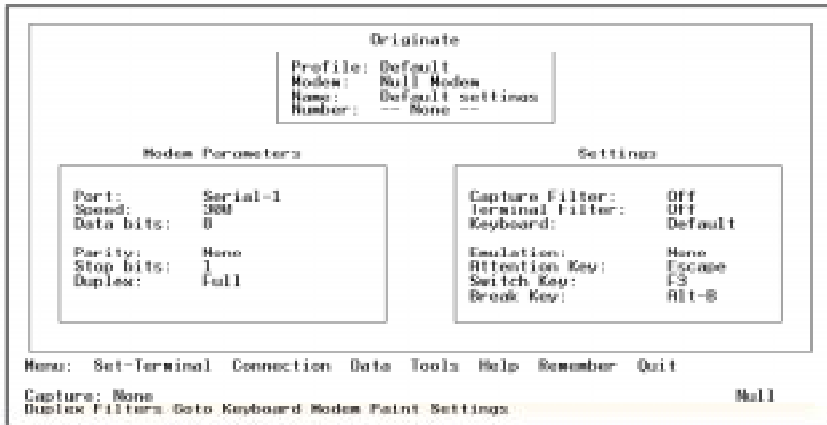 Originate
Profile: Default
Modem: Null Modem
Name: Default settings
Number: -- None --
Modem Parameters
Port: Serial-1
Speed: 300
Data bits: 8
Parity: None
Stop bits: 1
Duplex: Full
Settings
Capture Filter: Off
Terminal Filter: Off
Keyboard: Default
Emulation: None
Attention Key: Escape
Switch Key: F3
Break Key: Alt-B
Menu: Set-Terminal Connection Data Tools Help Remember Quit
Capture: None Null
Duplex Filters Goto Keyboard Modem Paint Settings